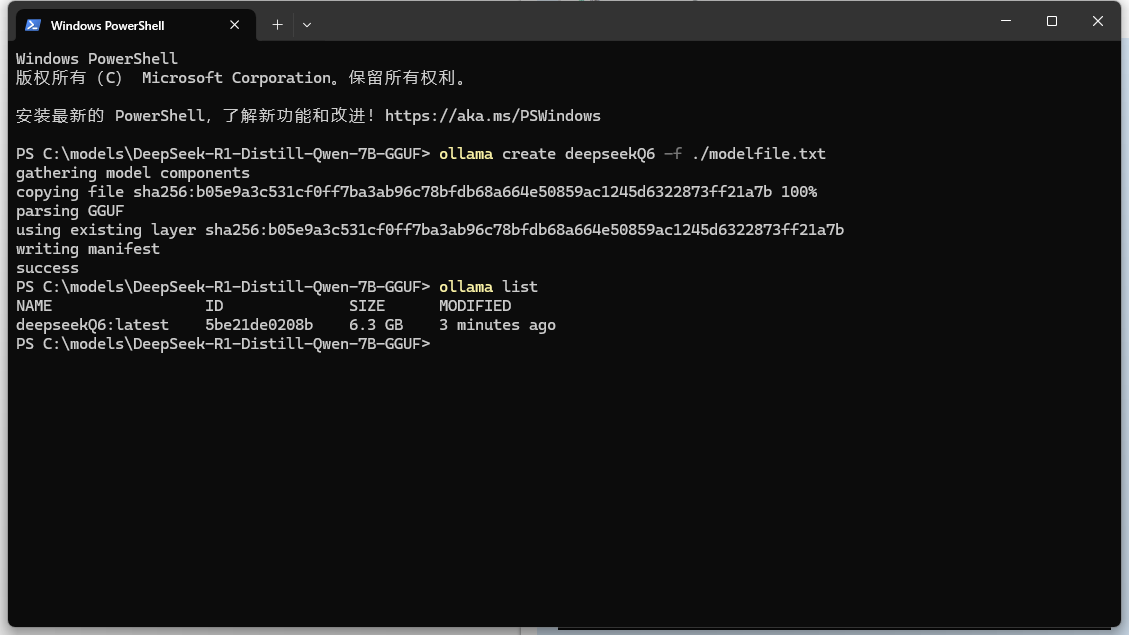 Windows PowerShell
Windows PowerShell
版权所有（C） Microsoft Corporation。保留所有权利。
安装最新的 PowerShell，了解新功能和改进！https://aka.ms/PSWindows
PS C:\models\DeepSeek-R1-Distill-Qwen-7B-GGUF> ollama create deepseekQ6 -f ./modelfile.txt
gathering model components
copying file sha256:b05e9a3c531cf0ff7ba3ab96c78bfdb68a664e50859ac1245d6322873ff21a7b 100%
parsing GGUF
using existing layer sha256:b05e9a3c531cf0ff7ba3ab96c78bfdb68a664e50859ac1245d6322873ff21a7b
writing manifest
success
PS C:\models\DeepSeek-R1-Distill-Qwen-7B-GGUF> ollama list
NAME ID SIZE MODIFIED
deepseekQ6:latest 5be21de0208b 6.3 GB 3 minutes ago
PS C:\models\DeepSeek-R1-Distill-Qwen-7B-GGUF>